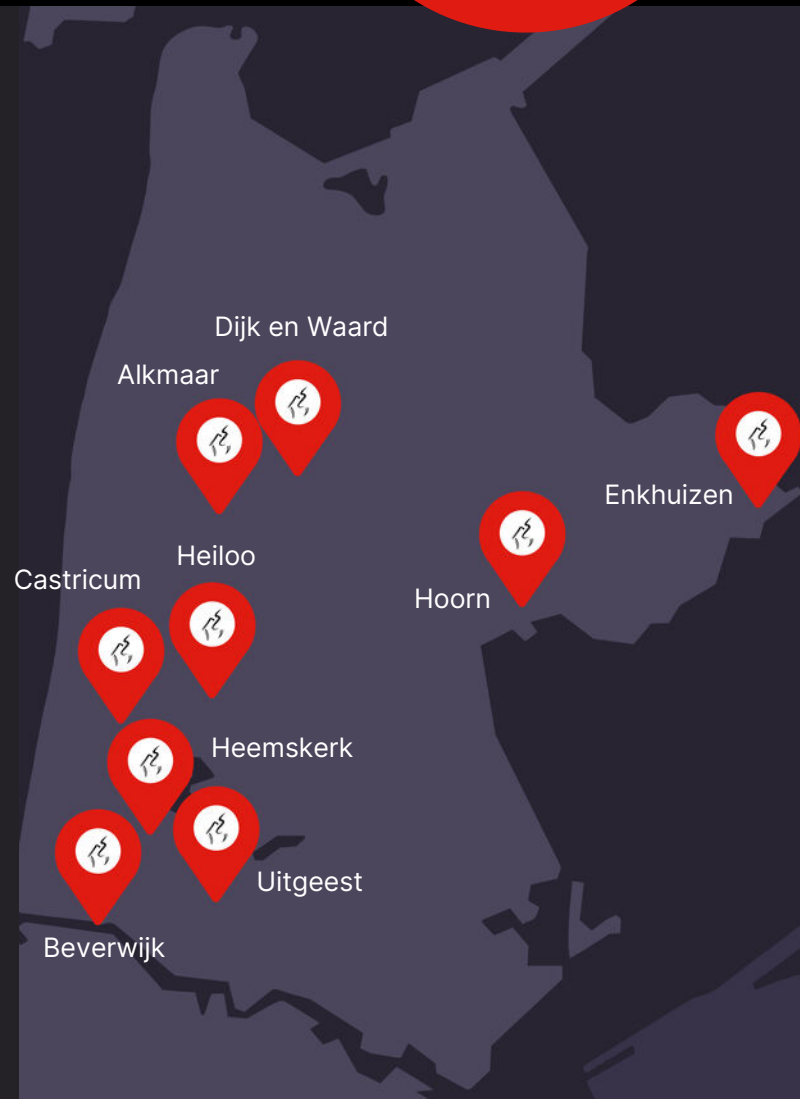 Dijk en Waard
Alkmaar
Enkhuizen
Heiloo
Castricum
Hoorn
Heemskerk
Uitgeest
Beverwijk